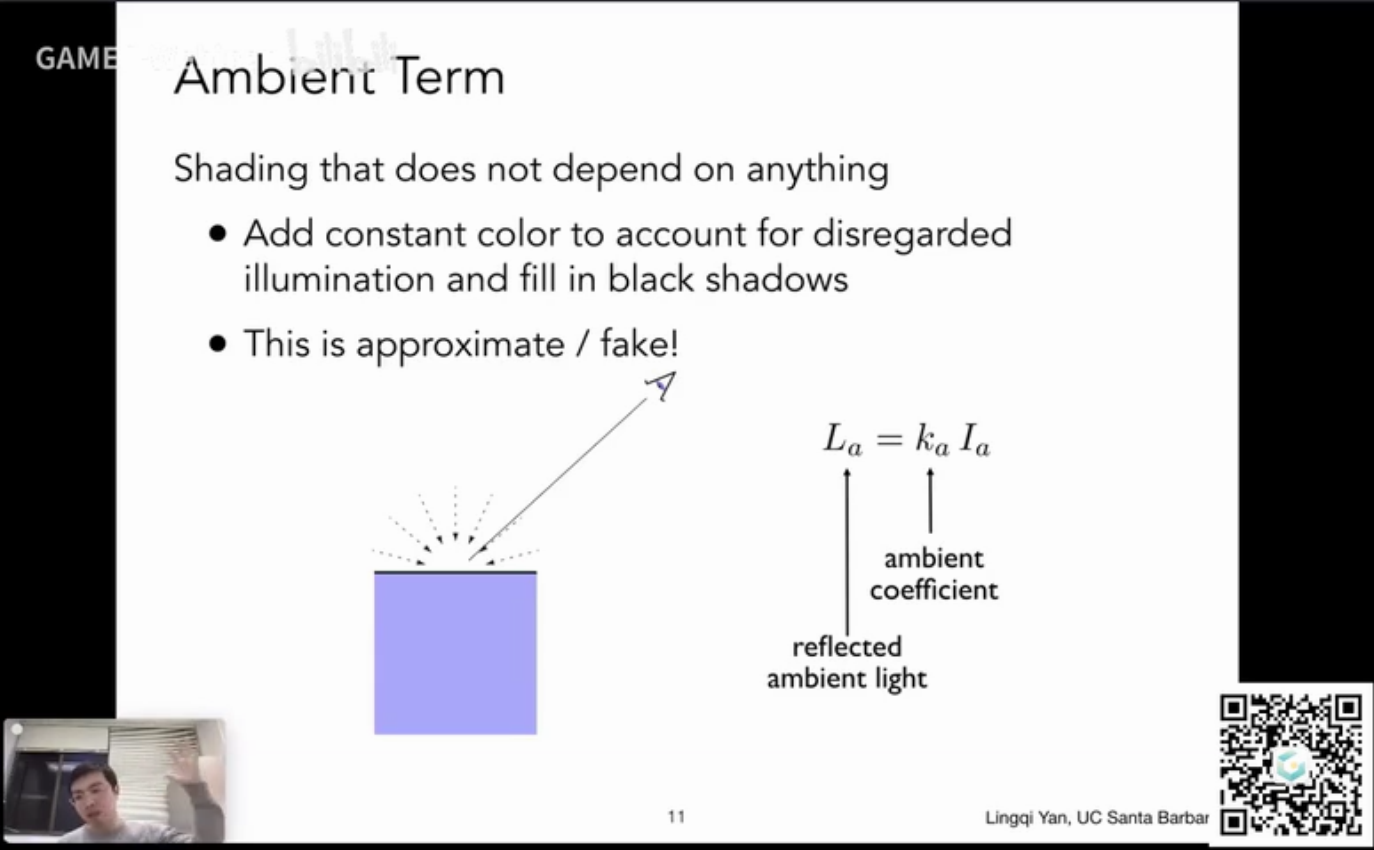 GAME
Ambient Term
Shading that does not depend on anything
● Add constant color to account for disregarded
illumination and fill in black shadows
● This is approximate / fake!
L_a = k_a I_a
ambient
coefficient
reflected
ambient light
11
Lingqi Yan, UC Santa Barbar